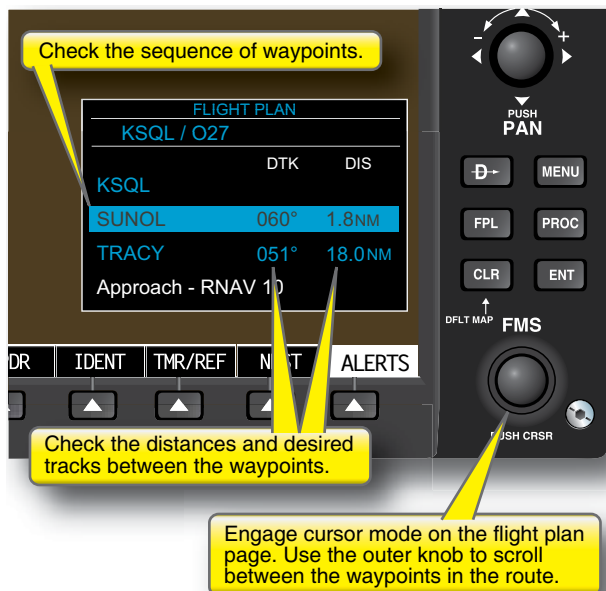 Check the sequence of waypoints.
FLIGHT PLAN
KSQL / O27
DTK DIS
KSQL
SUNOL 060° 1.8NM
TRACY 051° 18.0NM
Approach - RNAV 10
- +
PUSH
PAN
D MENU
FPL PROC
CLR ENT
DFLT MAP
FMS
PUSH CRSR
IDENT TMR/REF ALERTS
Check the distances and desired
tracks between the waypoints.
Engage cursor mode on the flight plan
page. Use the outer knob to scroll
between the waypoints in the route.